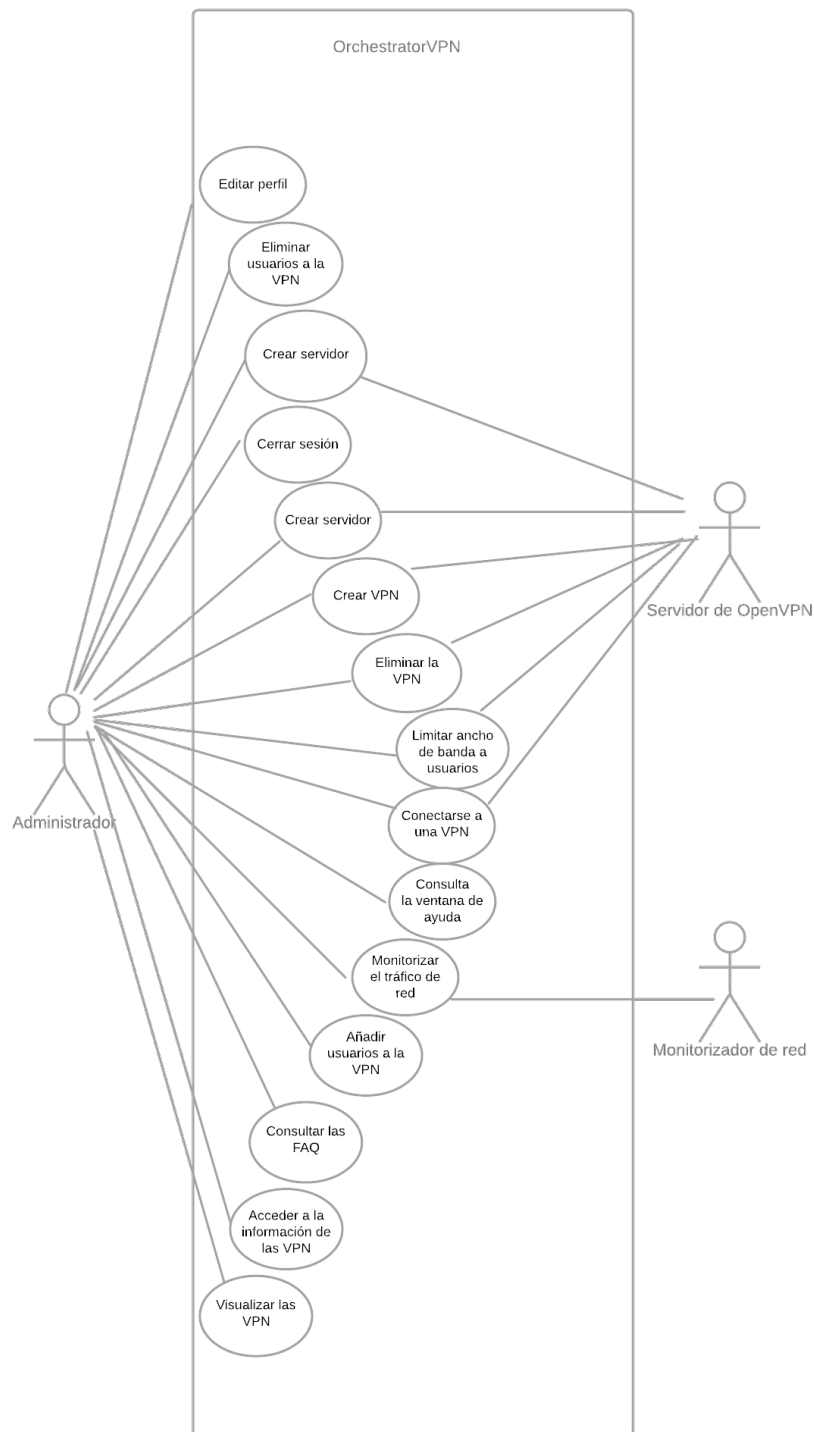 OrchestratorVPN
Editar perfil
Eliminar
usuarios a la
VPN
Crear servidor
Cerrar sesión
Crear servidor
Crear VPN
Eliminar la
VPN
Limitar ancho
de banda a
usuarios
Conectarse a
una VPN
Consulta
la ventana de
ayuda
Monitorizar
el tráfico de
red
Añadir
usuarios a la
VPN
Consultar las
FAQ
Acceder a la
información de
las VPN
Visualizar las
VPN
Administrador
Servidor de OpenVPN
Monitorizador de red